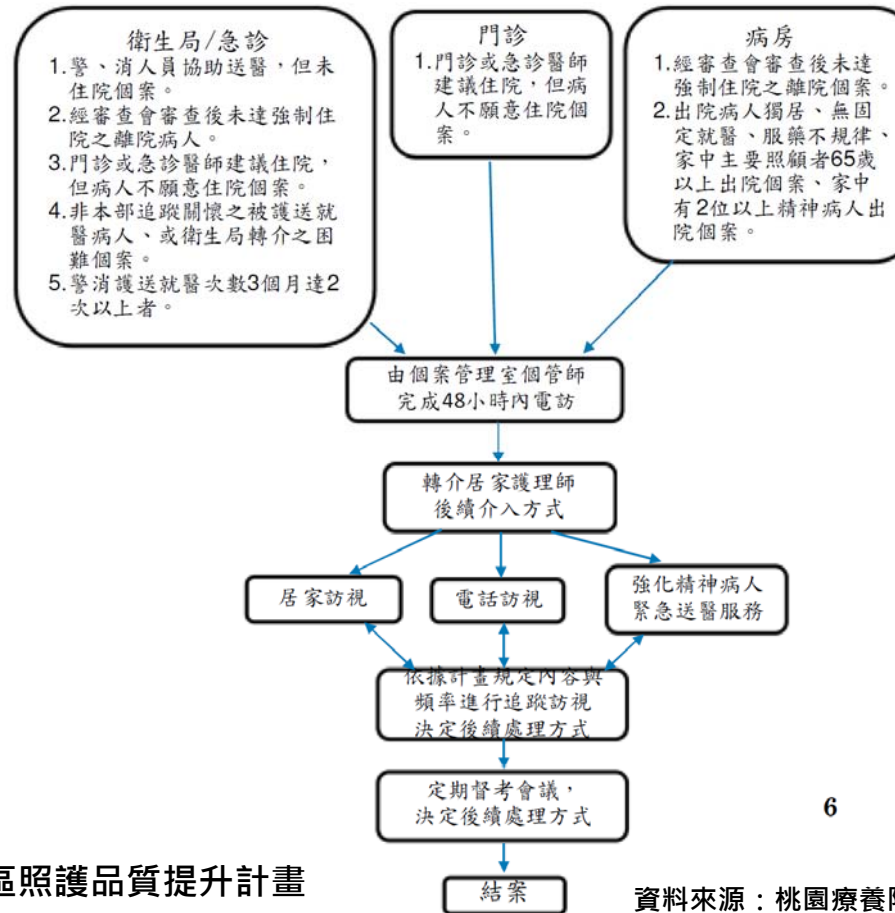 衛生局/急診
1.警、消人員協助送醫，但未
住院個案。
2.經審查會審查後未達強制住
院之離院病人。
3.門診或急診醫師建議住院，
但病人不願意住院個案。
4.非本部追蹤關懷之被護送就
醫病人、或衛生局轉介之困
難個案。
5.警消護送就醫次數3個月達2
次以上者。
門診
1.門診或急診醫師
建議住院，但病
人不願意住院個
案。
病房
1.經審查會審查後未達
強制住院之離院個案。
2.出院病人獨居、無固
定就醫、服藥不規律、
家中主要照顧者65歲
以上出院個案、家中
有2位以上精神病人出
院個案。
由個案管理室個管師
完成48小時內電訪
轉介居家護理師
後續介入方式
居家訪視
電話訪視
強化精神病人
緊急送醫服務
依據計畫規定內容與
頻率進行追蹤訪視
決定後續處理方式
定期督考會議，
決定後續處理方式
6
結案
區照護品質提升計畫
資料來源：桃園療養院